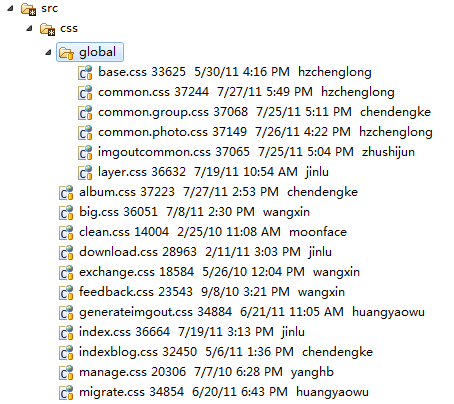 src
css
global
base.css 33625 5/30/11 4:16 PM hzchenglong
common.css 37244 7/27/11 5:49 PM hzchenglong
common.group.css 37068 7/25/11 5:11 PM chendengke
common.photo.css 37149 7/26/11 4:22 PM hzchenglong
imgoutcommon.css 37065 7/25/11 5:04 PM zhushijun
layer.css 36632 7/19/11 10:54 AM jinlu
album.css 37223 7/27/11 2:53 PM chendengke
big.css 36051 7/8/11 2:30 PM wangxin
clean.css 14004 2/25/10 11:08 AM moonface
download.css 28963 2/11/11 3:03 PM jinlu
exchange.css 18584 5/26/10 12:04 PM wangxin
feedback.css 23543 9/8/10 3:21 PM wangxin
generateimgout.css 34884 6/21/11 11:05 AM huangyaowu
index.css 36664 7/19/11 3:13 PM jinlu
indexblog.css 32450 5/6/11 1:36 PM chendengke
manage.css 20306 7/7/10 6:28 PM yanghb
migrate.css 34854 6/20/11 6:43 PM huangyaowu